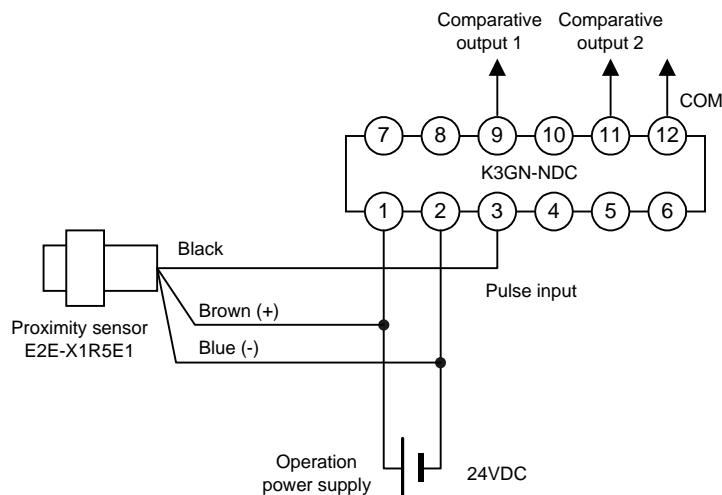 Comparative
output 1
Comparative
output 2
COM
7 8 9 10 11 12
K3GN-NDC
1 2 3 4 5 6
Black
Pulse input
Brown (+)
Proximity sensor
E2E-X1R5E1
Blue (-)
Operation
power supply
24VDC